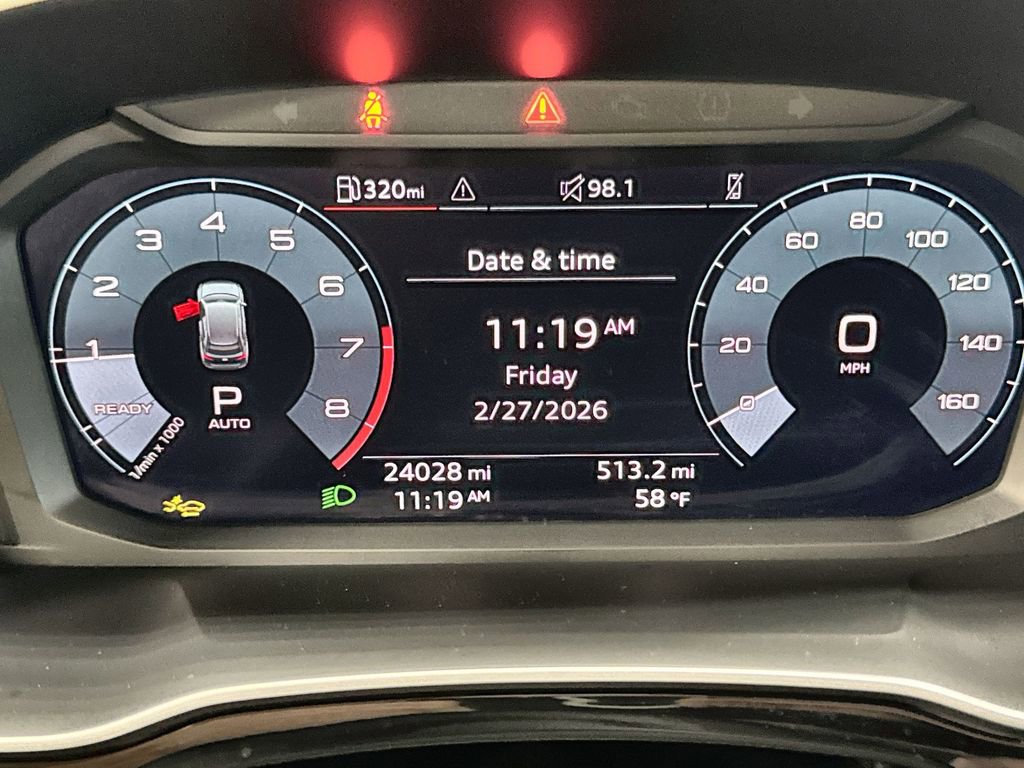 320 mi
98.1
Date & time
11:19 AM
Friday
2/27/2026
1
2
3
4
5
6
7
8
READY
1/min x 1000
P
AUTO
0
20
40
60
80
100
120
140
160
0
MPH
24028 mi
513.2 mi
11:19 AM
58 °F